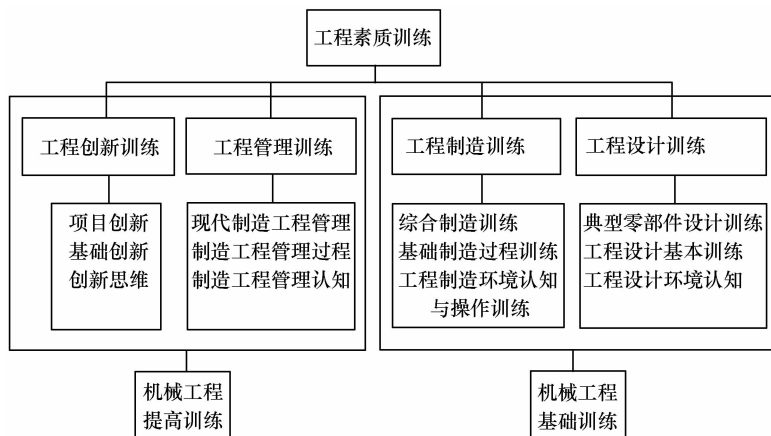 工程素质训练
工程创新训练
工程管理训练
工程制造训练
工程设计训练
项目创新
基础创新
创新思维
现代制造工程管理
制造工程管理过程
制造工程管理认知
综合制造训练
基础制造过程训练
工程制造环境认知
与操作训练
典型零部件设计训练
工程设计基本训练
工程设计环境认知
机械工程
提高训练
机械工程
基础训练